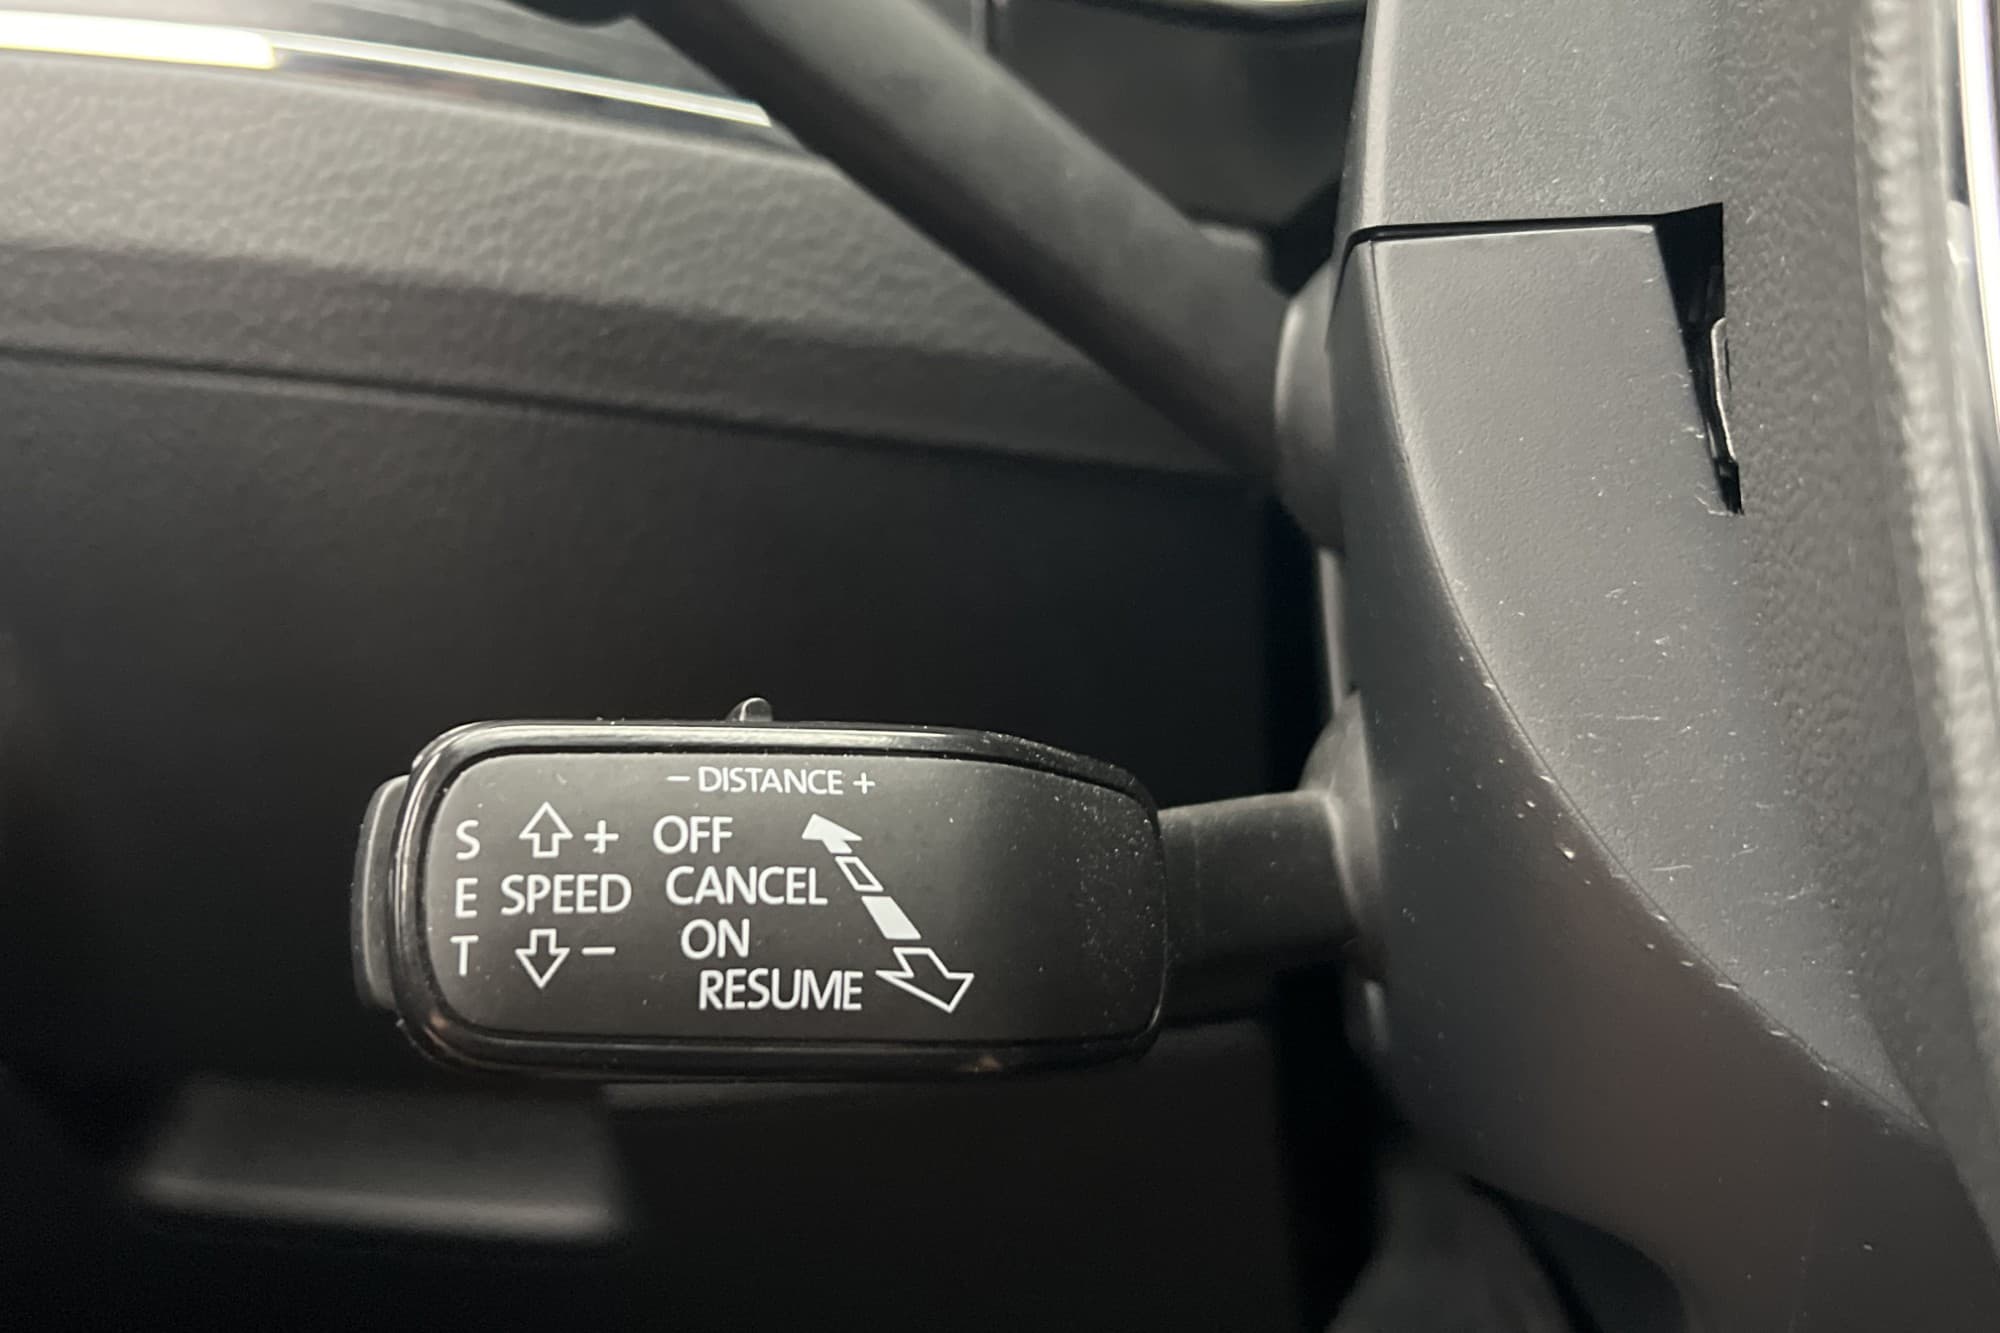 – DISTANCE +
S + OFF
E SPEED CANCEL
T – ON
RESUME